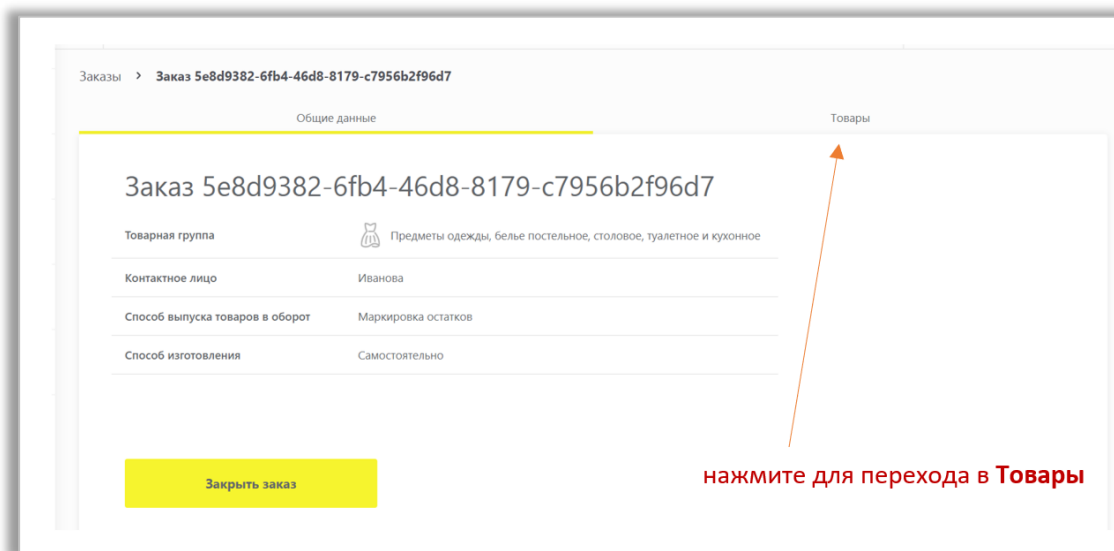 Заказы > Заказ 5e8d9382-6fb4-46d8-8179-c7956b2f96d7
Общие данные
Товары
Заказ 5e8d9382-6fb4-46d8-8179-c7956b2f96d7
Товарная группа Предметы одежды, белье постельное, столовое, туалетное и кухонное
Контактное лицо Иванова
Способ выпуска товаров в оборот Маркировка остатков
Способ изготовления Самостоятельно
Закрыть заказ
нажмите для перехода в Товары